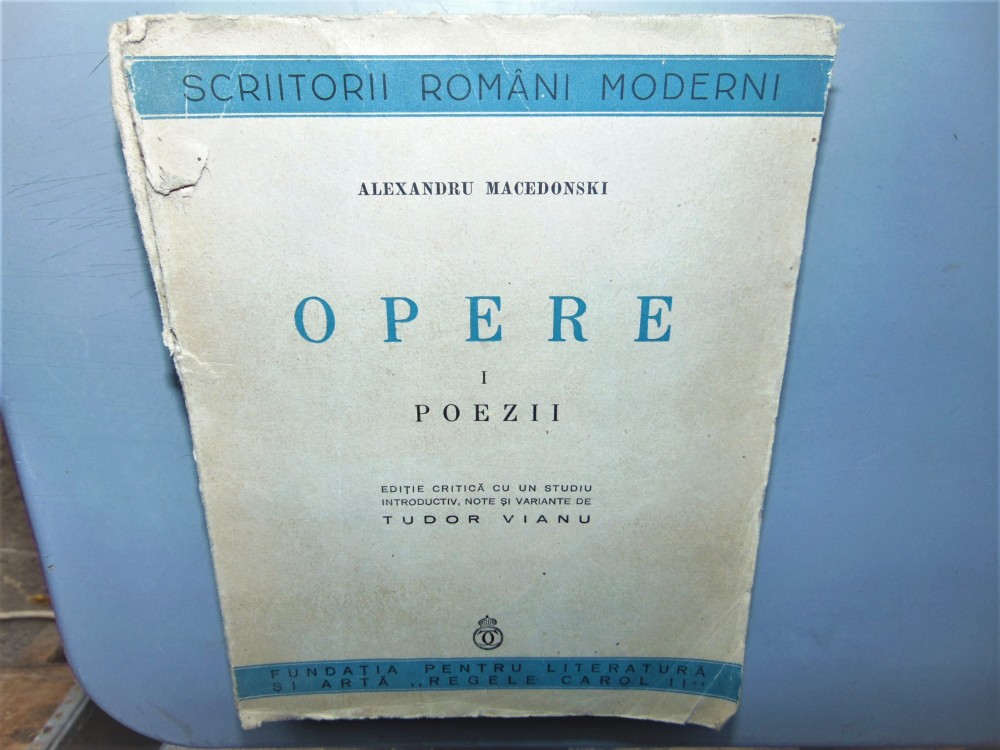 SCRIITORII ROMÂNI MODERNI
ALEXANDRU MACEDONSKI
OPERE
I
POEZII
EDIȚIE CRITICĂ CU UN STUDIU
INTRODUCTIV, NOTE ȘI VARIANTE DE
TUDOR VIANU
FUNDAȚIA PENTRU LITERATURĂ
ȘI ARTĂ „REGELE CAROL II"